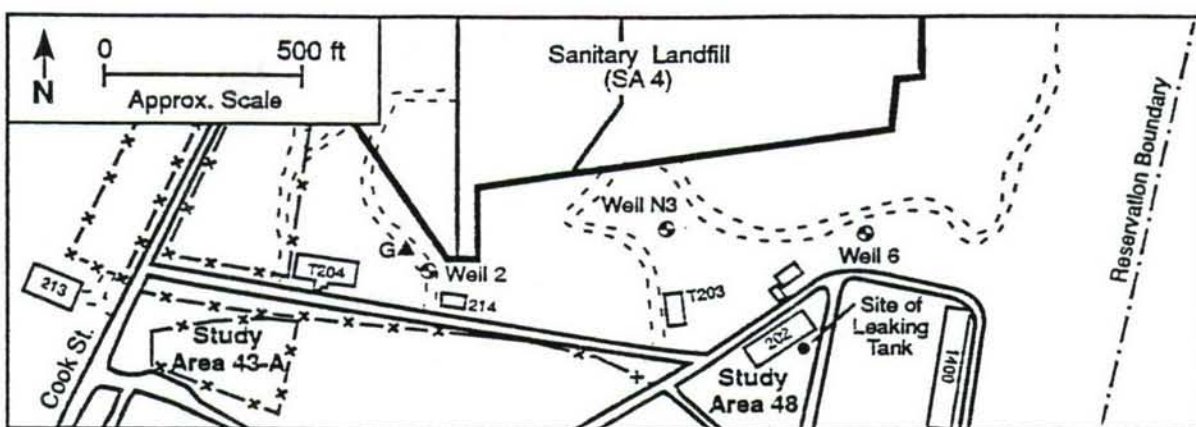 0 500 ft
N
Approx. Scale
Sanitary Landfill
(SA 4)
Reservation Boundary
Well N3
Well 6
G
Well 2
T204
213
214
T203
Site of
Leaking
Tank
202
1400
Study
Area 43-A
Cook St.
Study
Area 48